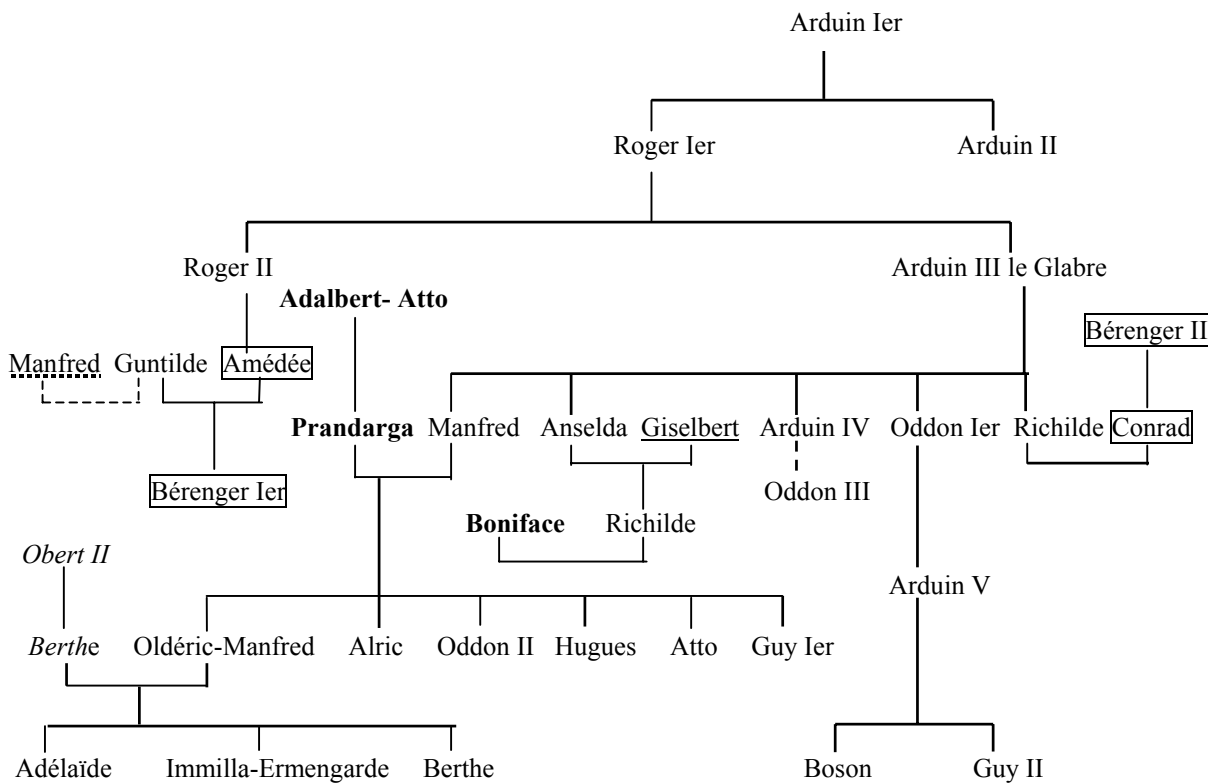 Arduin Ier
Roger Ier Arduin II
Roger II Arduin III le Glabre
Adalbert- Atto
Bérenger II
Manfred Guntilde Amédée
Prandarga Manfred Anselda Giselbert Arduin IV Oddon Ier Richilde Conrad
Bérenger Ier Oddon III
Boniface Richilde
Obert II
Arduin V
Berthe Oldéric-Manfred Alric Oddon II Hugues Atto Guy Ier
Adélaïde Immilla-Ermengarde Berthe Boson Guy II